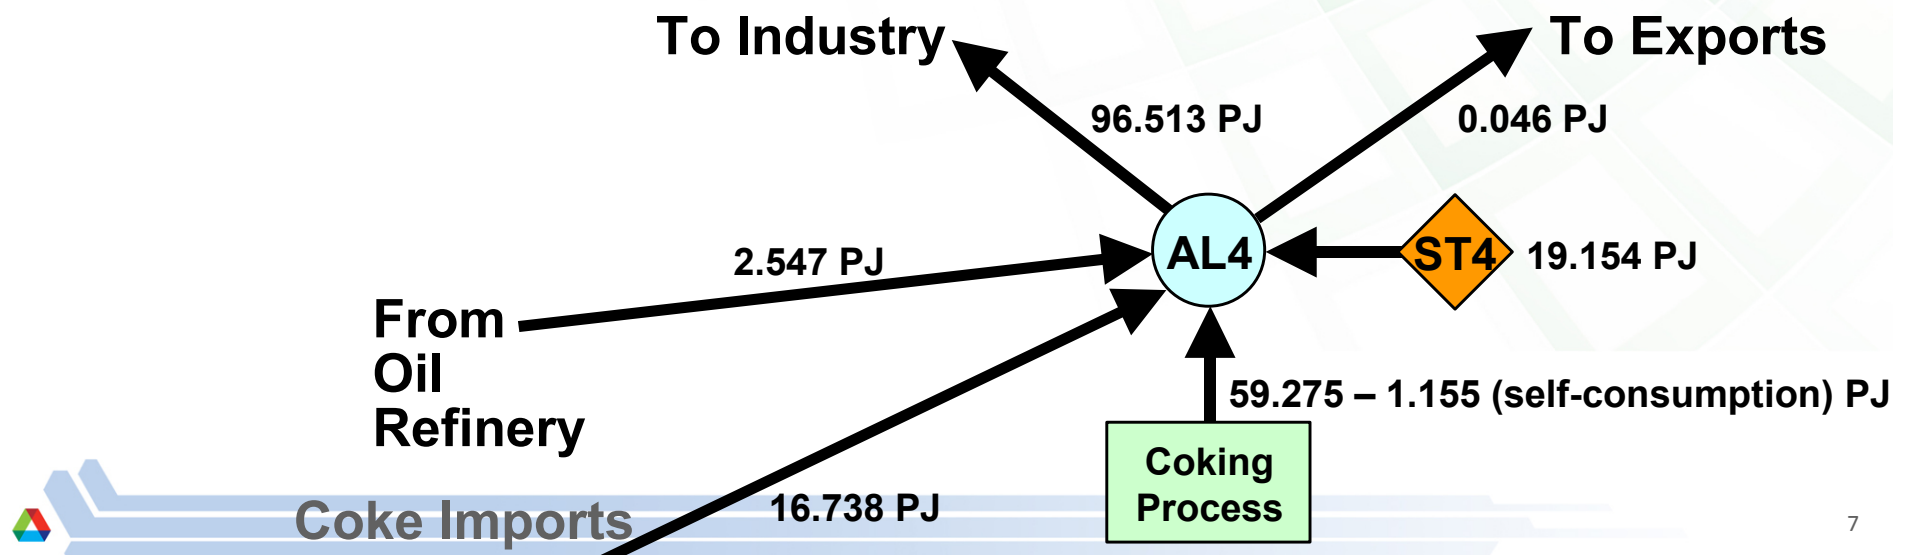 To Industry
To Exports
96.513 PJ
0.046 PJ
2.547 PJ
AL4
ST4
19.154 PJ
From
Oil
Refinery
59.275 – 1.155 (self-consumption) PJ
Coking
Process
Coke Imports
16.738 PJ
7